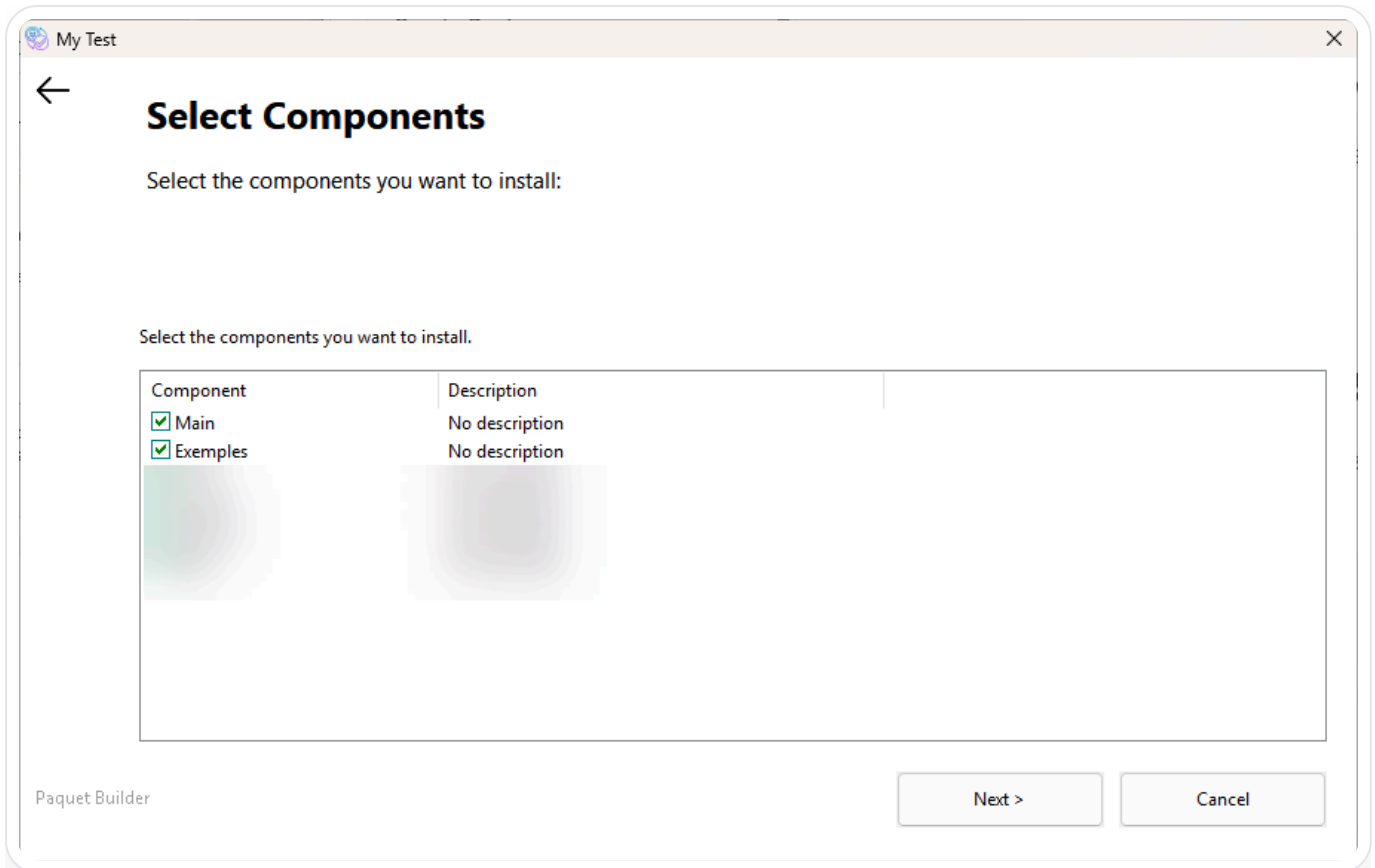 My Test
Select Components
Select the components you want to install:
Select the components you want to install.
Component Description
Main No description
Exemples No description
Paquet Builder
Next >
Cancel